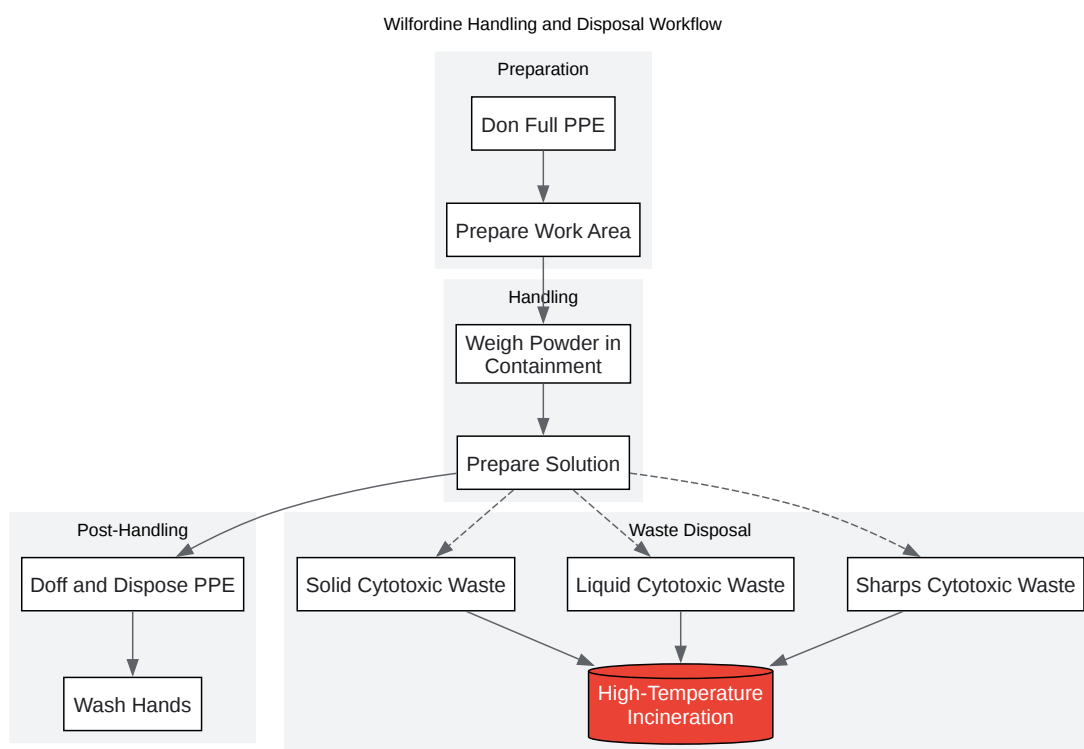 Wilfordine Handling and Disposal Workflow
Preparation
Don Full PPE
Prepare Work Area
Handling
Weigh Powder in
Containment
Prepare Solution
Post-Handling
Doff and Dispose PPE
Wash Hands
Waste Disposal
Solid Cytotoxic Waste
Liquid Cytotoxic Waste
Sharps Cytotoxic Waste
High-Temperature
Incineration